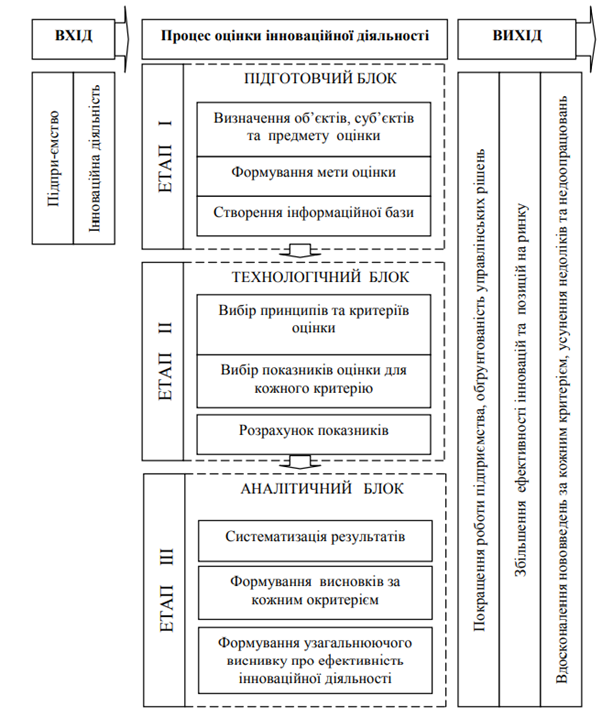 ВХІД
Процес оцінки інноваційної діяльності
ВИХІД
Підпри-ємство
Інноваційна діяльність
ЕТАП I
ПІДГОТОВЧИЙ БЛОК
Визначення об’єктів, суб’єктів
та предмету оцінки
Формування мети оцінки
Створення інформаційної бази
ЕТАП II
ТЕХНОЛОГІЧНИЙ БЛОК
Вибір принципів та критеріїв
оцінки
Вибір показників оцінки для
кожного критерію
Розрахунок показників
ЕТАП III
АНАЛІТИЧНИЙ БЛОК
Систематизація результатів
Формування висновків за
кожним окритерієм
Формування узагальнюючого
виснивку про ефективність
інноваційної діяльності
Покращення роботи підприємства, обґрунтованість управлінських рішень
Збільшення ефективності інновацій та позицій на ринку
Вдосконалення нововведень за кожним критерієм, усунення недоліків та недоопрацювань